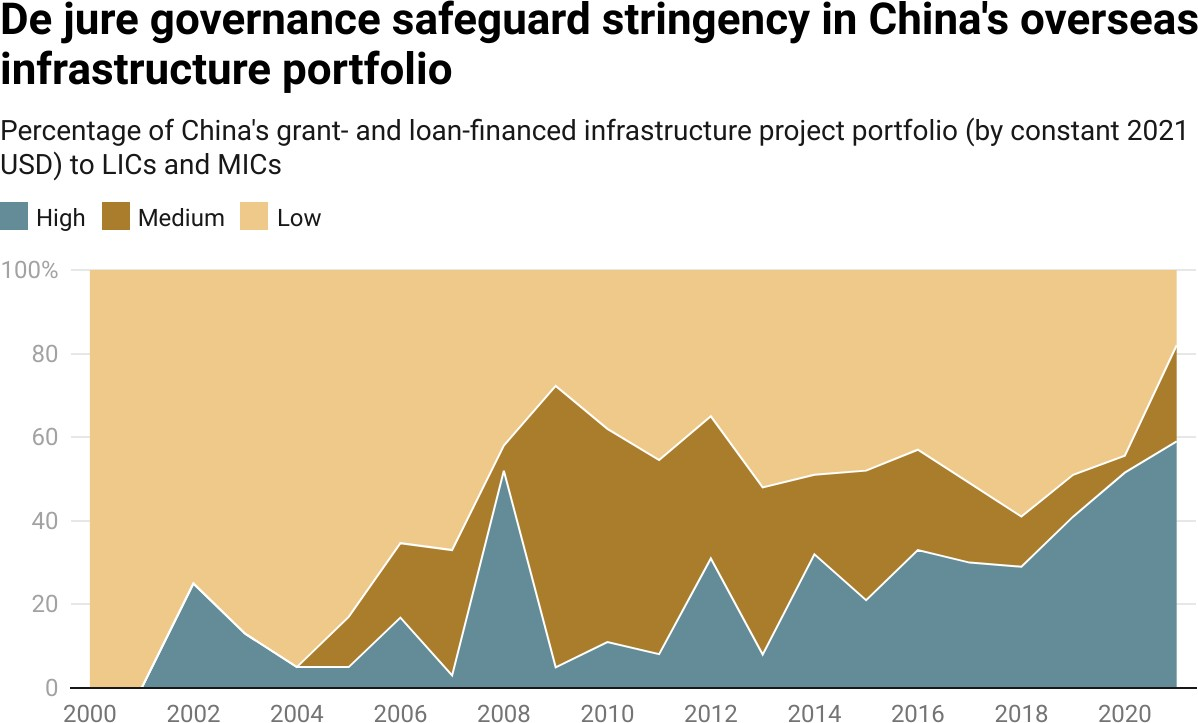 De jure governance safeguard stringency in China's overseas
infrastructure portfolio
Percentage of China's grant- and loan-financed infrastructure project portfolio (by constant 2021
USD) to LICs and MICs
High Medium Low
100%
80
60
40
20
0
2000 2002 2004 2006 2008 2010 2012 2014 2016 2018 2020